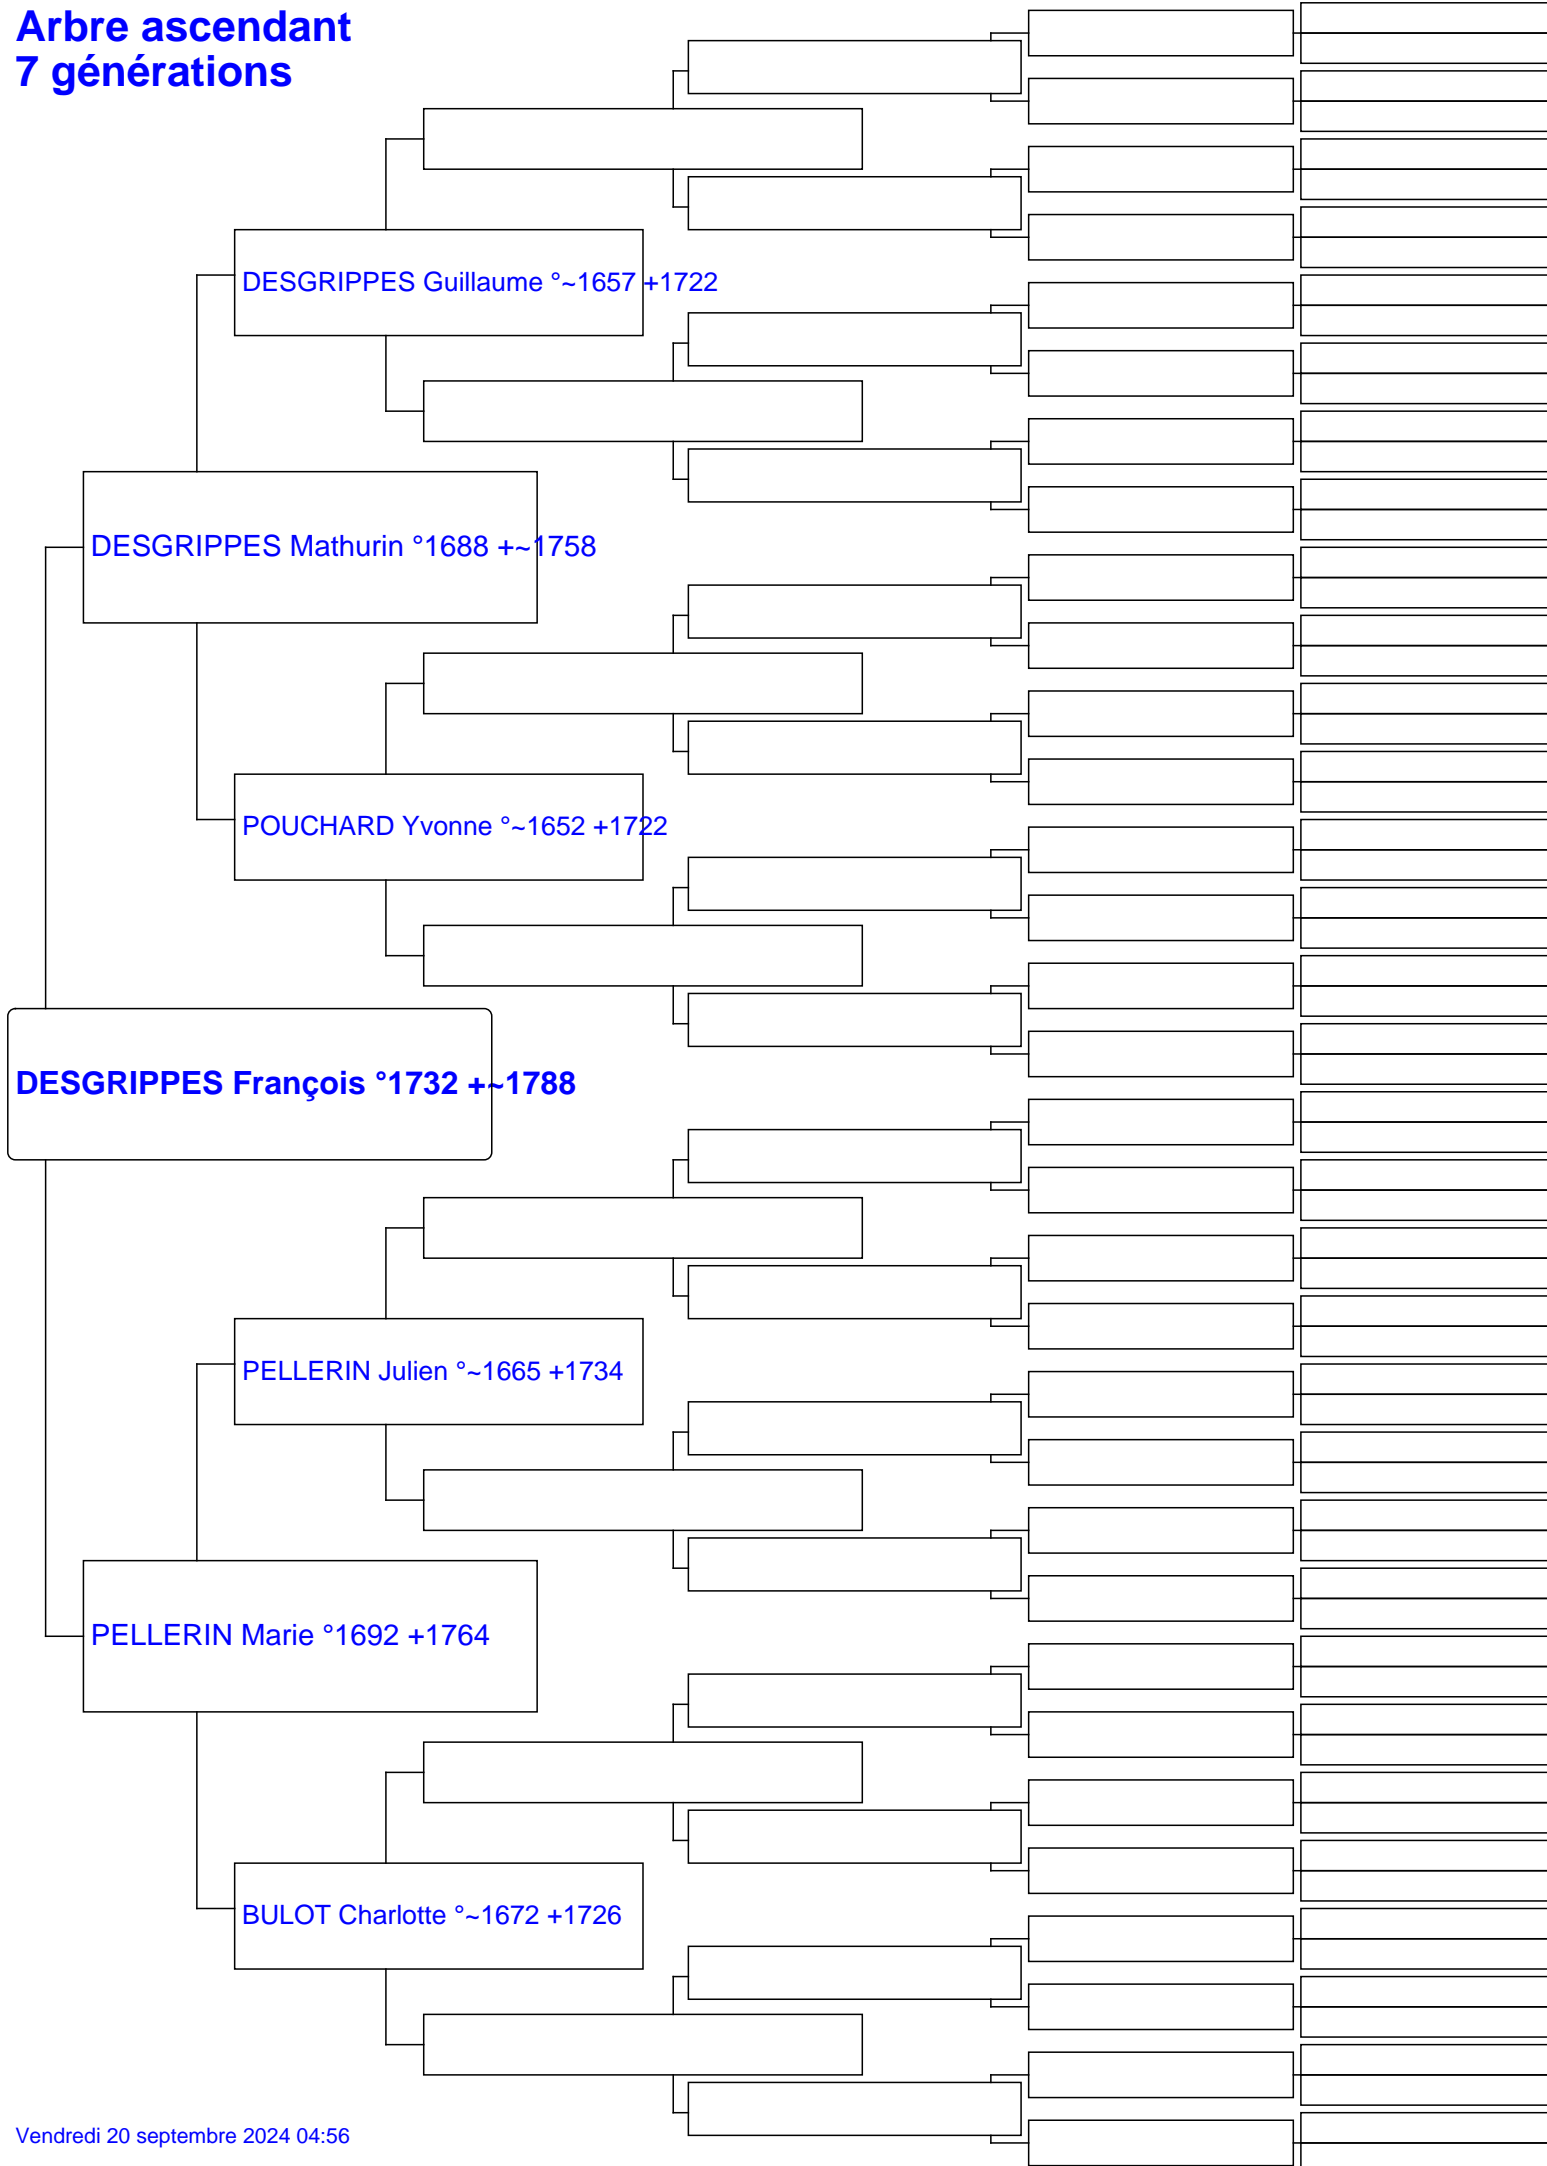 Arbre ascendant
7 générations
DESGRIPPES Guillaume °~1657 +1722
DESGRIPPES Mathurin °1688 +~1758
POUCHARD Yvonne °~1652 +1722
DESGRIPPES François °1732 +~1788
PELLERIN Julien °~1665 +1734
PELLERIN Marie °1692 +1764
BULOT Charlotte °~1672 +1726
Vendredi 20 septembre 2024 04:56